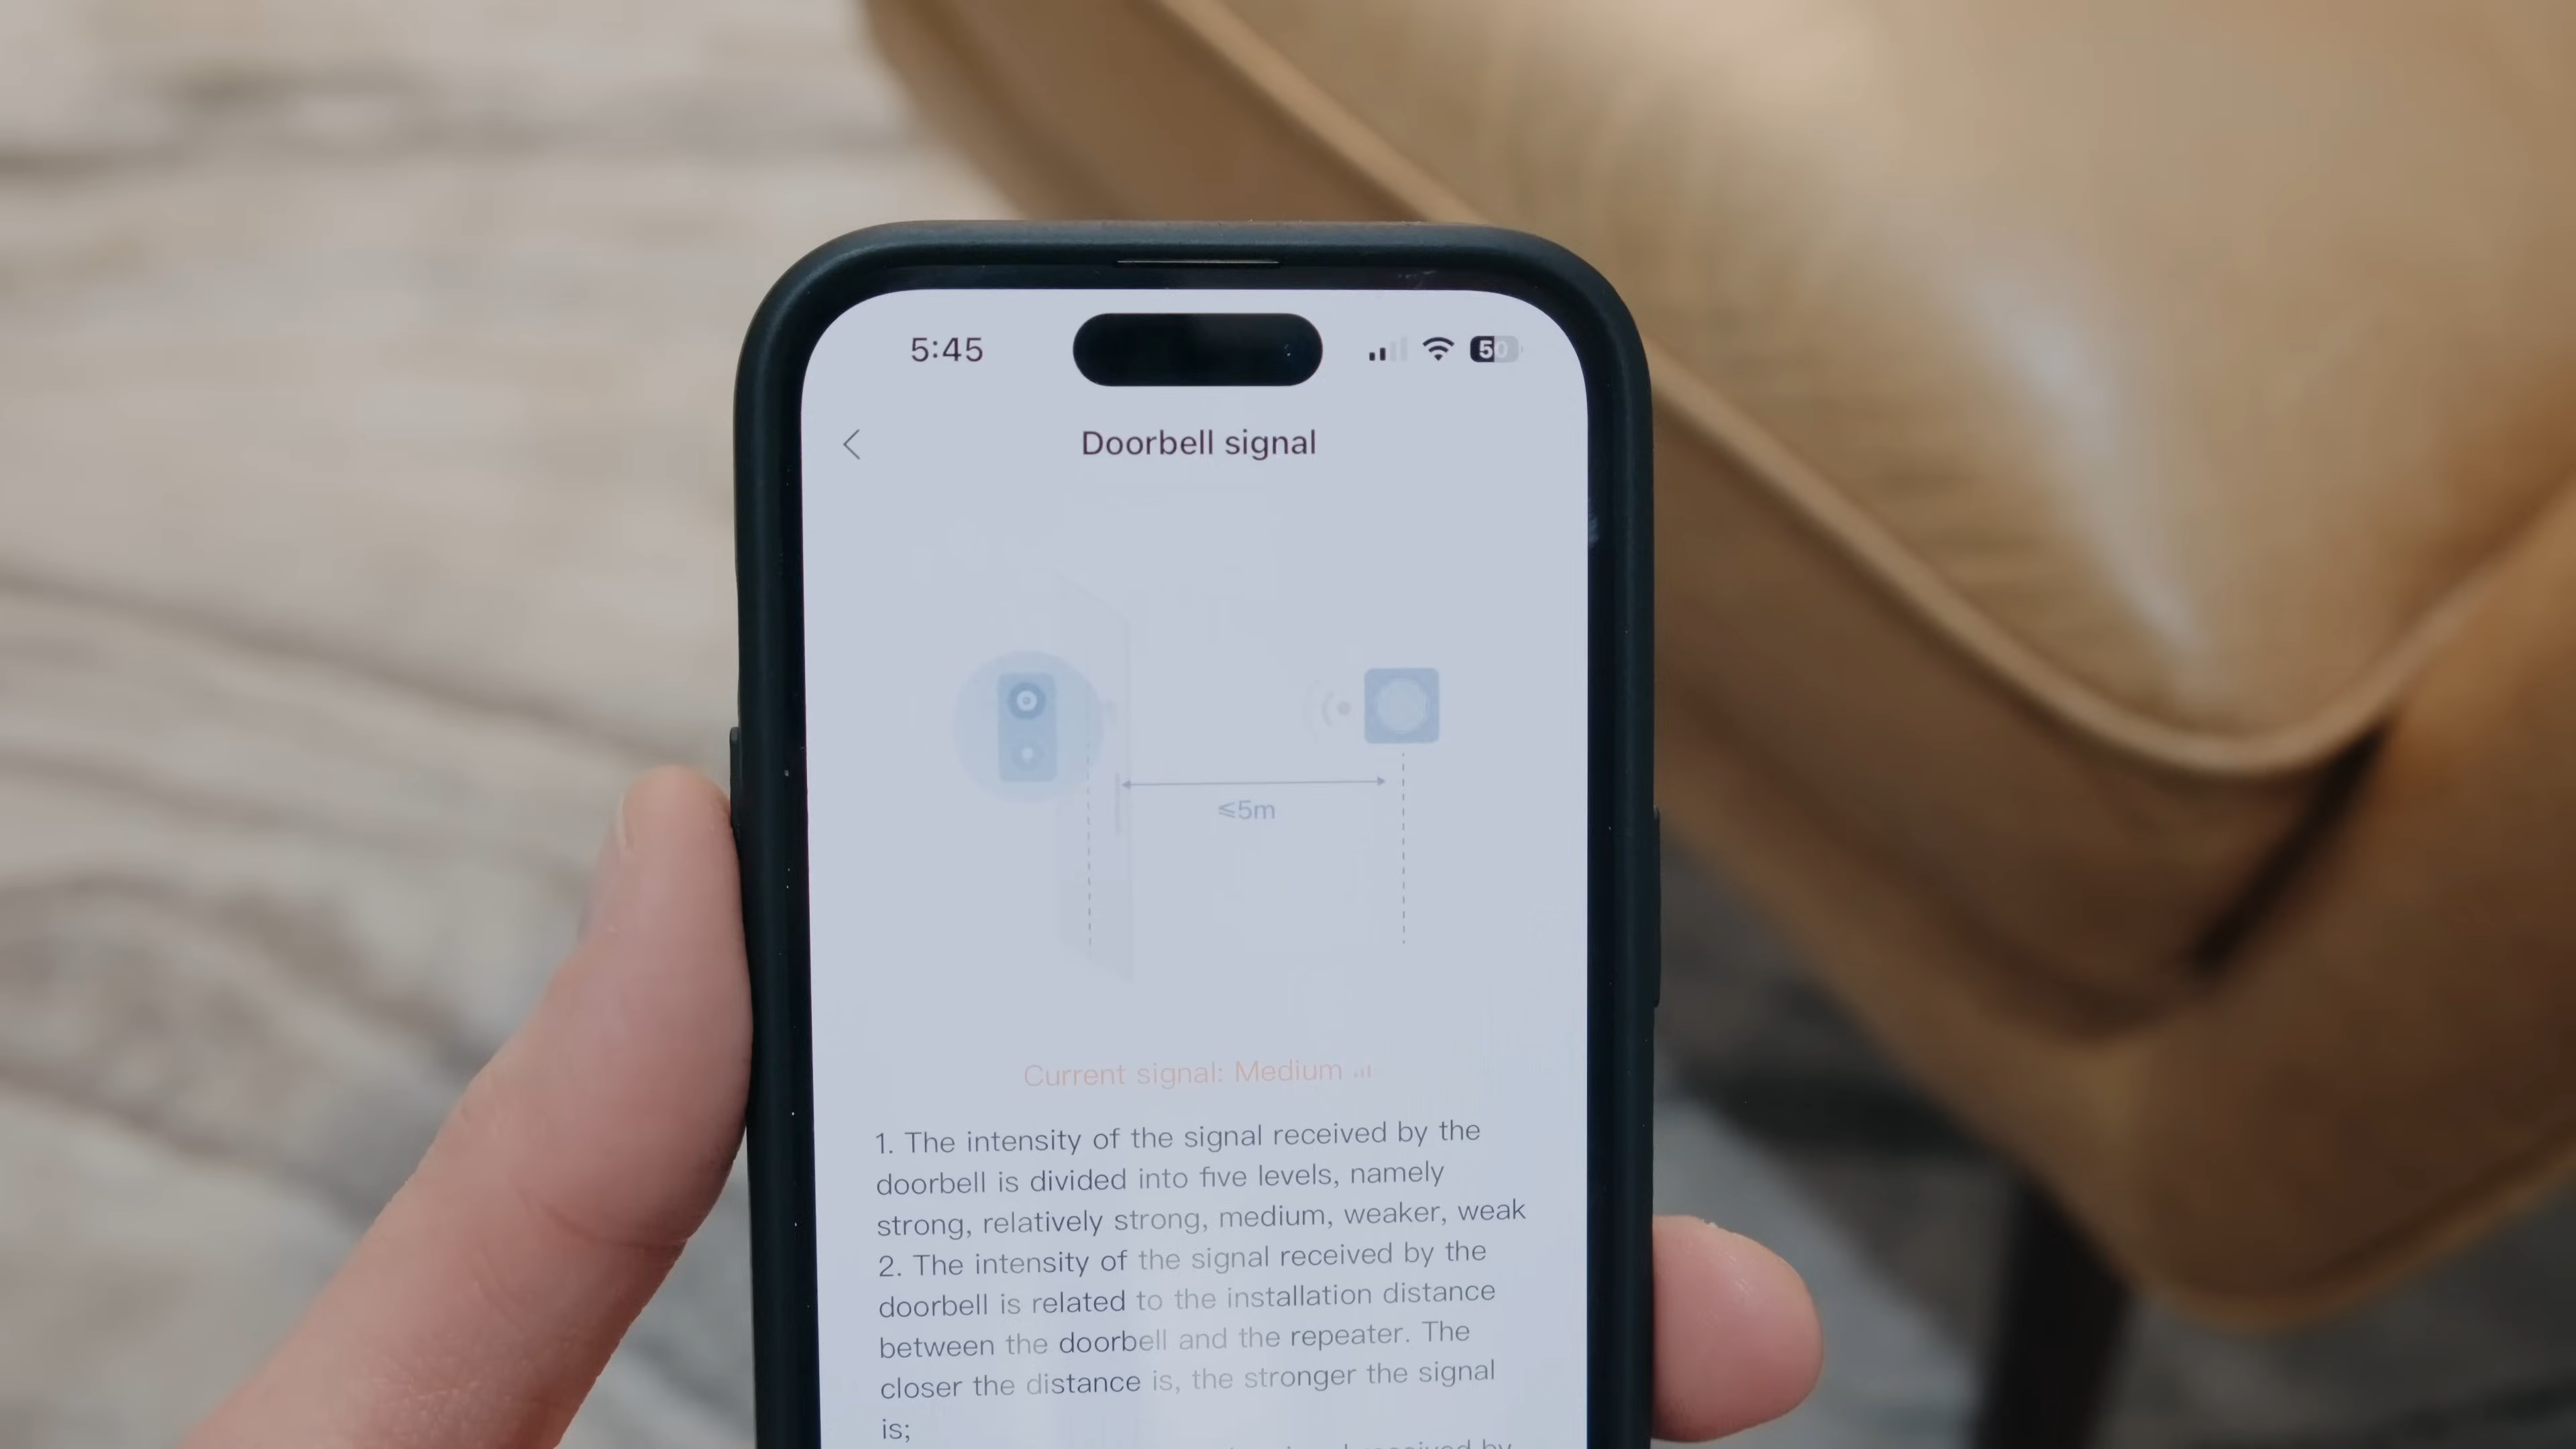 5:45
50
Doorbell signal
⩽5m
Current signal: Medium
1. The intensity of the signal received by the
doorbell is divided into five levels, namely
strong, relatively strong, medium, weaker, weak
2. The intensity of the signal received by the
doorbell is related to the installation distance
between the doorbell and the repeater. The
closer the distance is, the stronger the signal
is;
received by